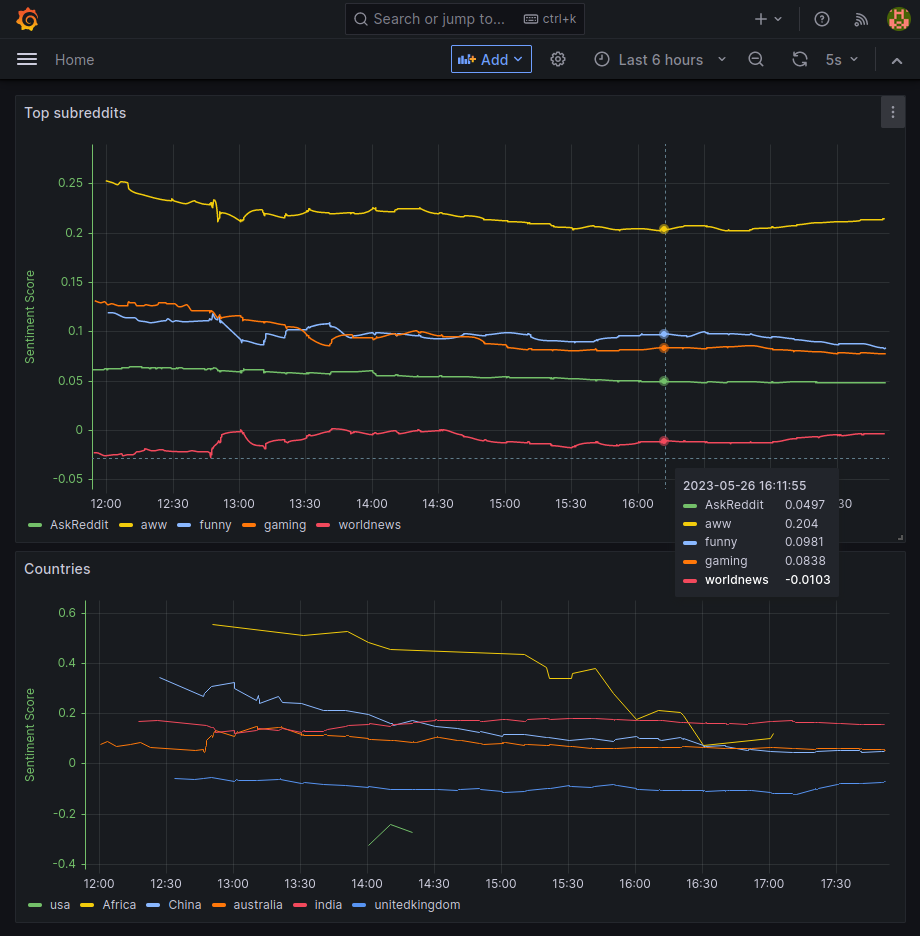 Search or jump to... ctrl+k
Home Add Last 6 hours 5s
Top subreddits
0.25
0.2
0.15
0.1
0.05
0
-0.05
Sentiment Score
12:00 12:30 13:00 13:30 14:00 14:30 15:00 15:30 16:00 30
AskReddit aww funny gaming worldnews
2023-05-26 16:11:55
AskReddit 0.0497
aww 0.204
funny 0.0981
gaming 0.0838
worldnews -0.0103
Countries
0.6
0.4
0.2
0
-0.2
-0.4
Sentiment Score
12:00 12:30 13:00 13:30 14:00 14:30 15:00 15:30 16:00 16:30 17:00 17:30
usa Africa China australia india unitedkingdom